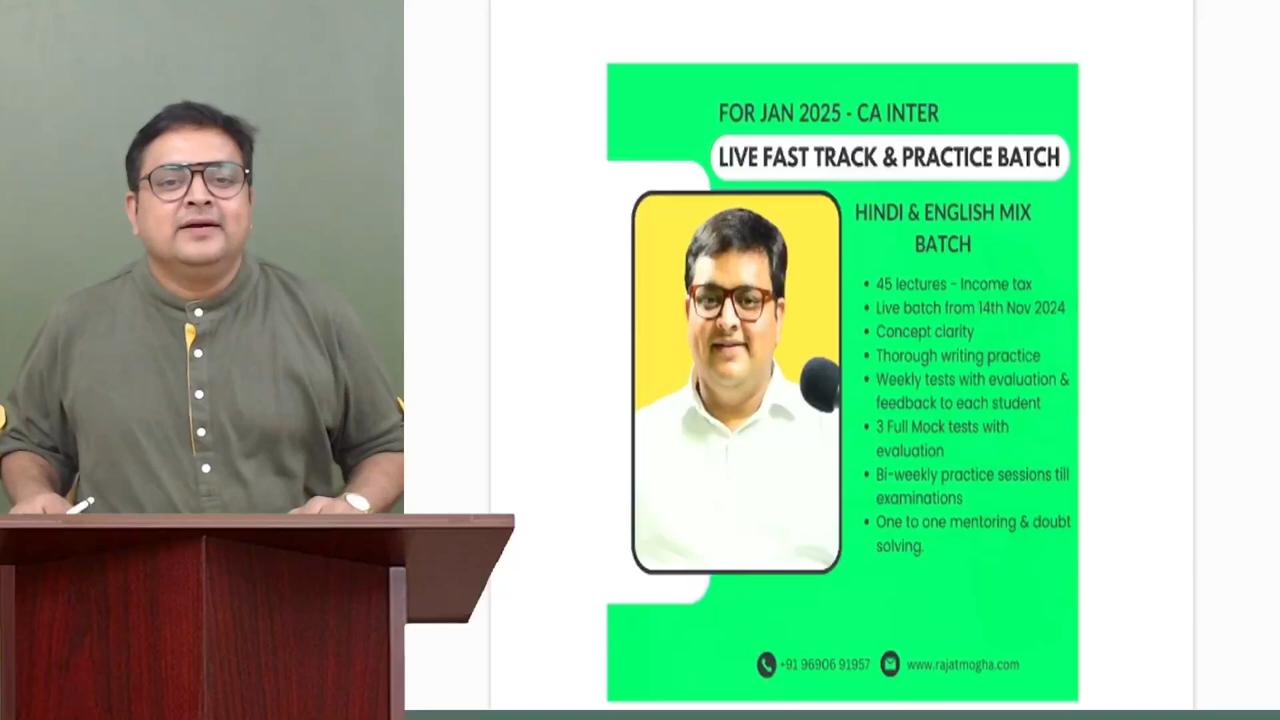 FOR JAN 2025 - CA INTER
LIVE FAST TRACK & PRACTICE BATCH
HINDI & ENGLISH MIX
BATCH
• 45 lectures - Income tax
• Live batch from 14th Nov 2024
• Concept clarity
• Thorough writing practice
• Weekly tests with evaluation &
feedback to each student
• 3 Full Mock tests with
evaluation
• Bi-weekly practice sessions till
examinations
• One to one mentoring & doubt
solving.
+91 96906 91957 www.rajatmogha.com